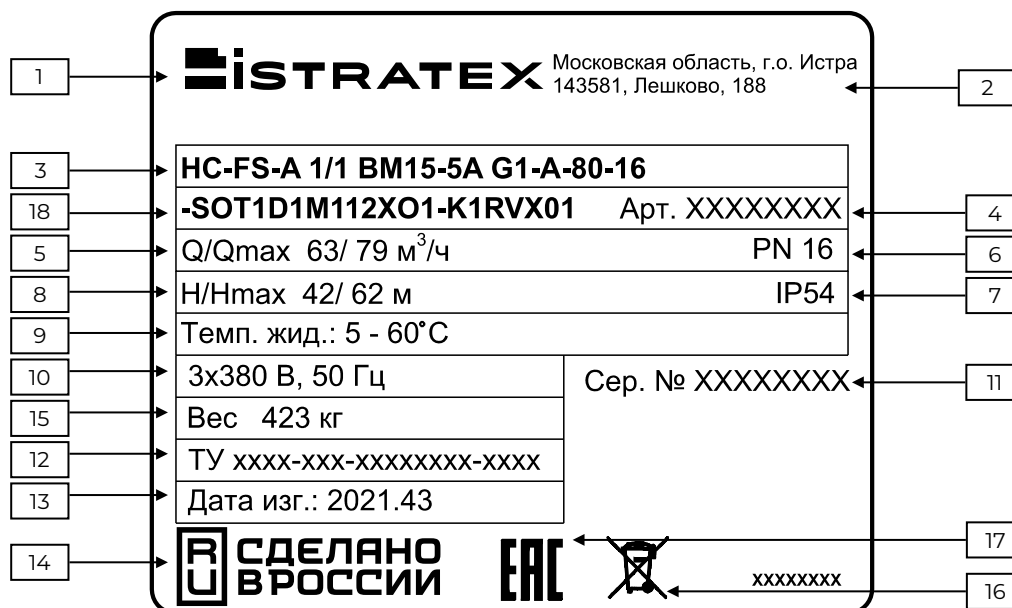 1
ISTRATEX
Московская область, г.о. Истра
143581, Лешково, 188
2
3
HC-FS-A 1/1 BM15-5A G1-A-80-16
18
-SOT1D1M112XO1-K1RVX01 Арт. XXXXXXXX
4
5
Q/Qmax 63/ 79 м³/ч PN 16
6
8
H/Hmax 42/ 62 м IP54
7
9
Темп. жид.: 5 - 60°C
10
3x380 В, 50 Гц
Сер. № XXXXXXXX
11
15
Вес 423 кг
12
ТУ xxxx-xxx-xxxxxxxx-xxxx
13
Дата изг.: 2021.43
14
RU СДЕЛАНО
В РОССИИ
EAC
17
xxxxxxxx
16